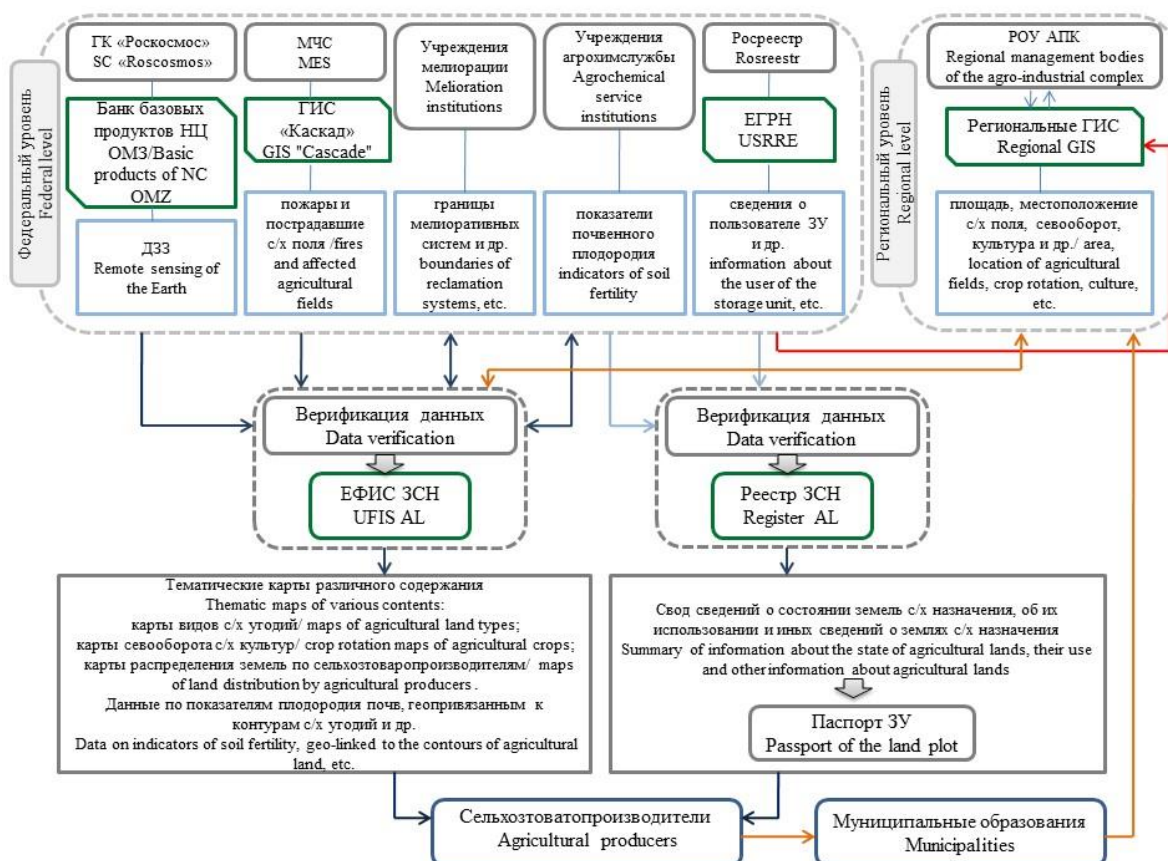 Федеральный уровень
Federal level
ГК «Роскосмос»
SC «Roscosmos»
Банк базовых
продуктов НЦ
ОМЗ/Basic
products of NC
OMZ
ДЗЗ
Remote sensing of
the Earth
МЧС
MES
ГИС
«Каскад»
GIS "Cascade"
пожары и
пострадавшие
с/х поля /fires
and affected
agricultural
fields
Учреждения
мелиорации
Melioration
institutions
границы
мелиоративных
систем и др.
boundaries of
reclamation
systems, etc.
Учреждения
агрохимслужбы
Agrochemical
service
institutions
показатели
почвенного
плодородия
indicators of soil
fertility
Росреестр
Rosreestr
ЕГРН
USRRE
сведения о
пользователе ЗУ
и др.
information about
the user of the
storage unit, etc.
Региональный уровень
Regional level
РОУ АПК
Regional management bodies
of the agro-industrial complex
Региональные ГИС
Regional GIS
площадь, местоположение
с/х поля, севооборот,
культура и др./ area,
location of agricultural
fields, crop rotation, culture,
etc.
Верификация данных
Data verification
ЕФИС ЗСН
UFIS AL
Верификация данных
Data verification
Реестр ЗСН
Register AL
Тематические карты различного содержания
Thematic maps of various contents:
карты видов с/х угодий/ maps of agricultural land types;
карты севооборота с/х культур/ crop rotation maps of agricultural crops;
карты распределения земель по сельхозтоваропроизводителям/ maps
of land distribution by agricultural producers .
Данные по показателям плодородия почв, геопривязанным к
контурам с/х угодий и др.
Data on indicators of soil fertility, geo-linked to the contours of agricultural
land, etc.
Свод сведений о состоянии земель с/х назначения, об их
использовании и иных сведений о землях с/х назначения
Summary of information about the state of agricultural lands, their use
and other information about agricultural lands
Паспорт ЗУ
Passport of the land plot
Сельхозтоватопроизводители
Agricultural producers
Муниципальные образования
Municipalities